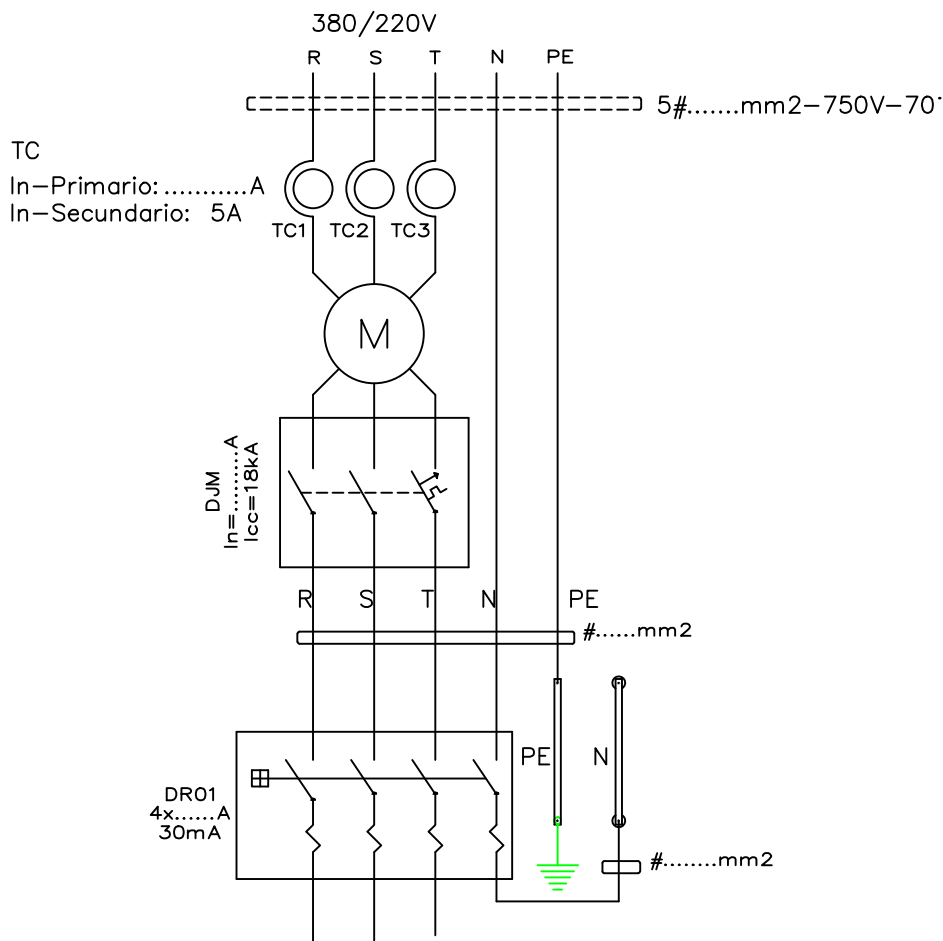 380/220V
R S T N PE
5#.......mm2-750V-70°
TC
In-Primario:...........A
In-Secundario: 5A
TC1 TC2 TC3
M
DJM
In=..........A
Icc=18kA
R S T N PE
#......mm2
PE N
DR01
4x......A
30mA
#........mm2